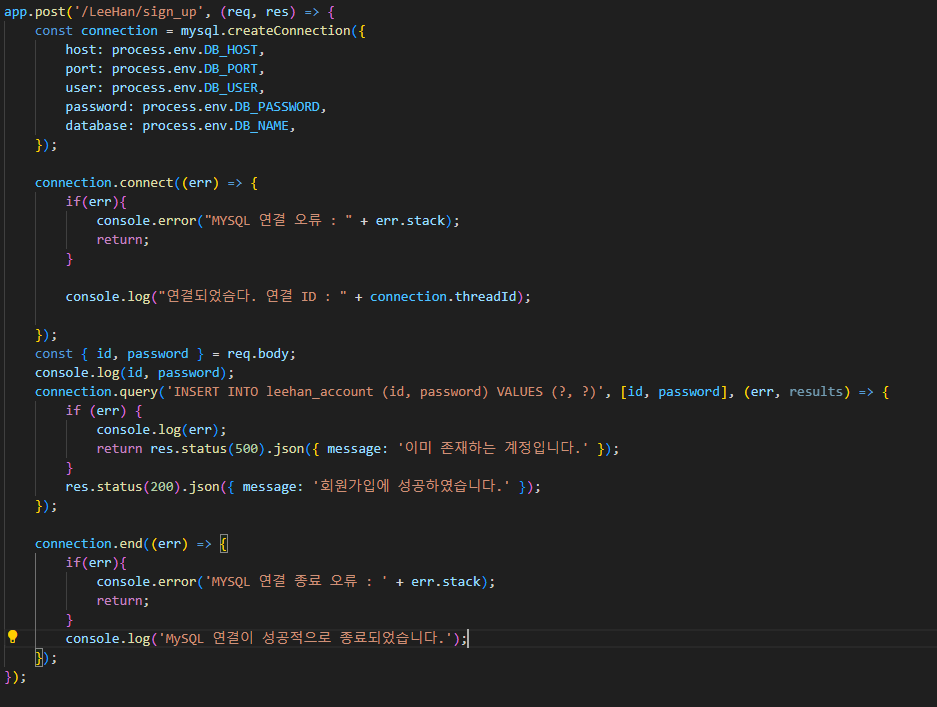 app.post('/LeeHan/sign_up', (req, res) => {
    const connection = mysql.createConnection({
        host: process.env.DB_HOST,
        port: process.env.DB_PORT,
        user: process.env.DB_USER,
        password: process.env.DB_PASSWORD,
        database: process.env.DB_NAME,
    });
    connection.connect((err) => {
        if(err){
            console.error("MYSQL 연결 오류 : " + err.stack);
            return;
        }
        console.log("연결되었슴다. 연결 ID : " + connection.threadId);
    });
    const { id, password } = req.body;
    console.log(id, password);
    connection.query('INSERT INTO leehan_account (id, password) VALUES (?, ?)', [id, password], (err, results) => {
        if (err) {
            console.log(err);
            return res.status(500).json({ message: '이미 존재하는 계정입니다.' });
        }
        res.status(200).json({ message: '회원가입에 성공하였습니다.' });
    });
    connection.end((err) => {
        if(err){
            console.error('MYSQL 연결 종료 오류 : ' + err.stack);
            return;
        }
        console.log('MySQL 연결이 성공적으로 종료되었습니다.');
    });
});